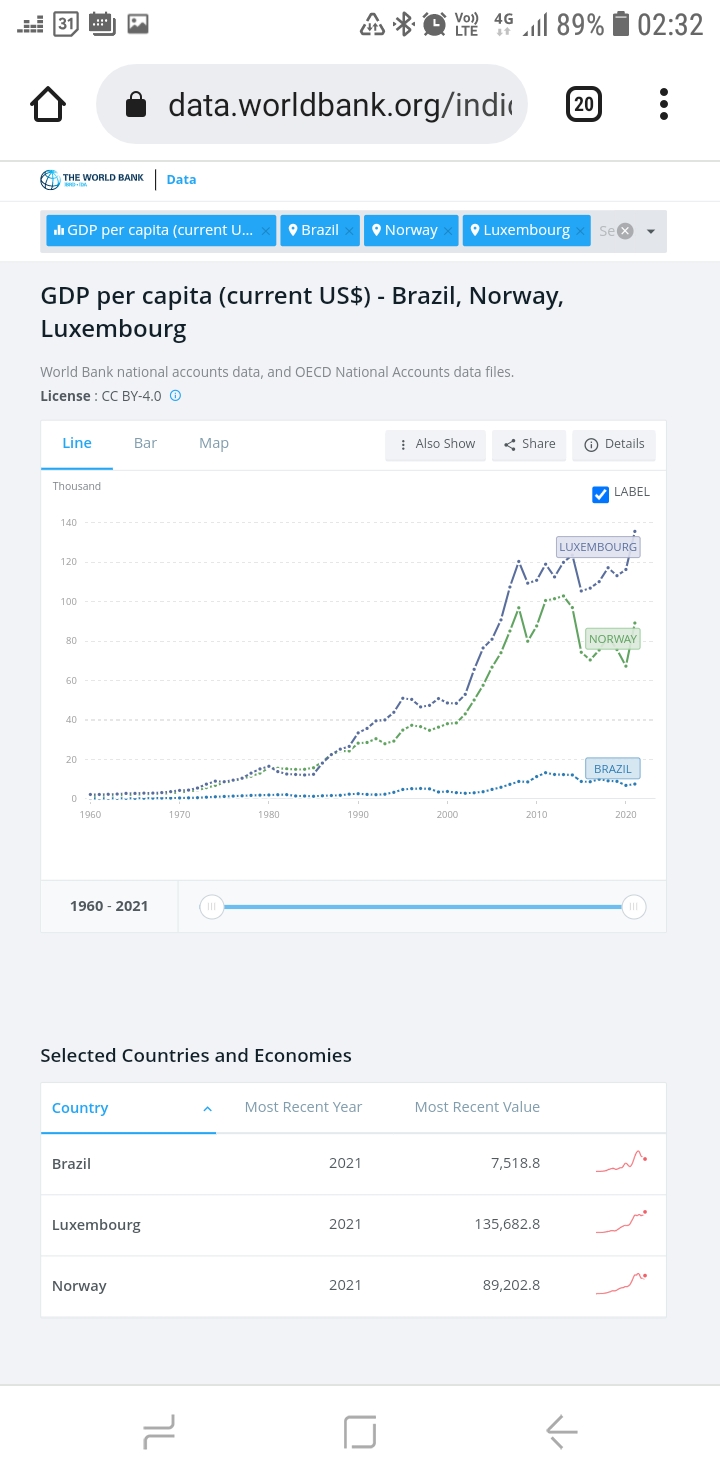 31 Vo)) LTE 4G 89% 02:32
data.worldbank.org/indic 20
THE WORLD BANK Data
IBRD • IDA
GDP per capita (current U... × Brazil × Norway × Luxembourg × Se
GDP per capita (current US$) - Brazil, Norway,
Luxembourg
World Bank national accounts data, and OECD National Accounts data files.
License : CC BY-4.0
Line Bar Map Also Show Share Details
Thousand
LABEL
140
LUXEMBOURG
120
100
80
NORWAY
60
40
20
BRAZIL
0
1960 1970 1980 1990 2000 2010 2020
1960 - 2021
Selected Countries and Economies
Country Most Recent Year Most Recent Value
Brazil 2021 7,518.8
Luxembourg 2021 135,682.8
Norway 2021 89,202.8